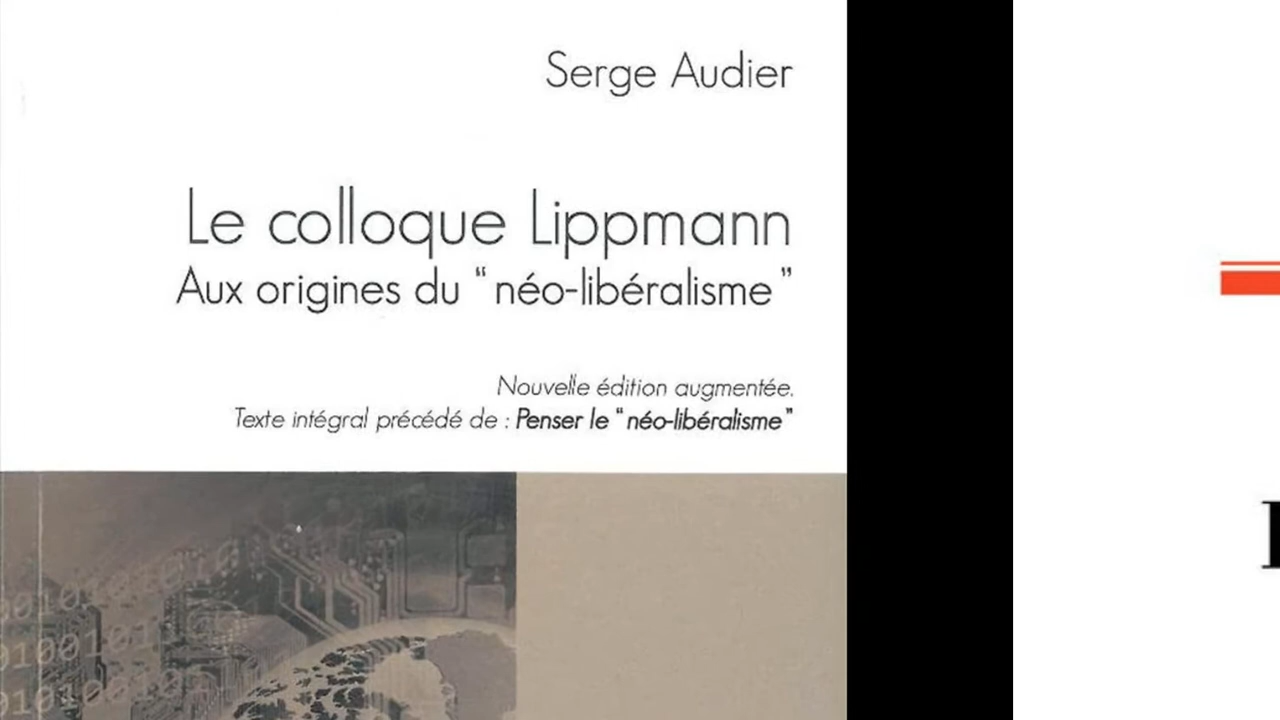 Serge Audier
Le colloque Lippmann
Aux origines du “néo-libéralisme”
Nouvelle édition augmentée.
Texte intégral précédé de : Penser le “néo-libéralisme”